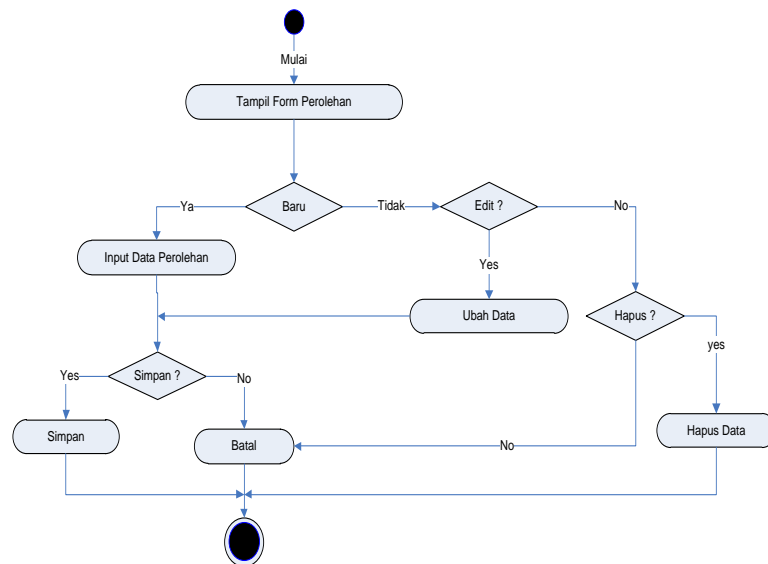 Mulai
Tampil Form Perolehan
Ya
Baru
Tidak
Edit ?
No
Input Data Perolehan
Yes
Ubah Data
Hapus ?
yes
Yes
Simpan ?
No
Simpan
Batal
No
Hapus Data